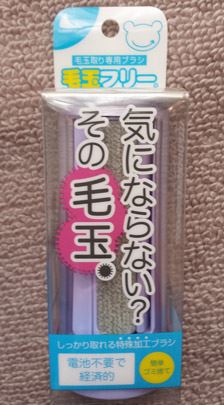 毛玉取り専用ブラシ
毛玉フリー。
気にならない?
その毛玉。
しっかり取れる特殊加工ブラシ
電池不要で
経済的
簡単
ゴミ捨て